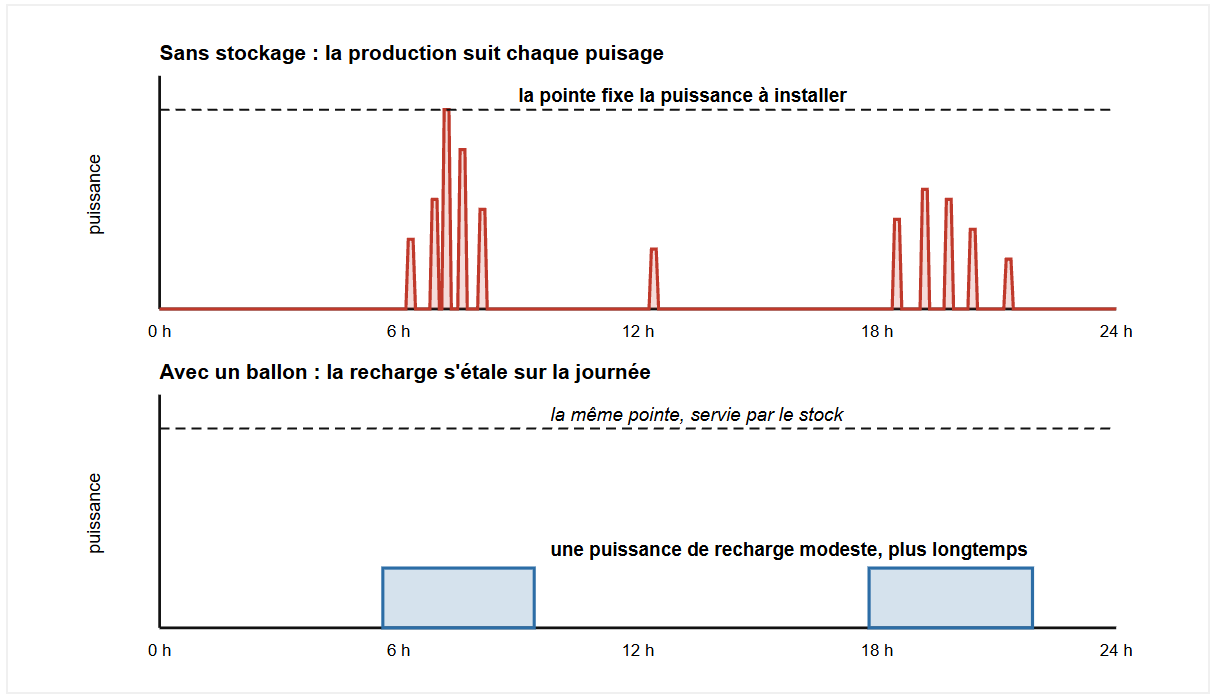 Sans stockage : la production suit chaque puisage
la pointe fixe la puissance à installer
puissance
0 h
6 h
12 h
18 h
24 h
Avec un ballon : la recharge s'étale sur la journée
la même pointe, servie par le stock
puissance
une puissance de recharge modeste, plus longtemps
0 h
6 h
12 h
18 h
24 h